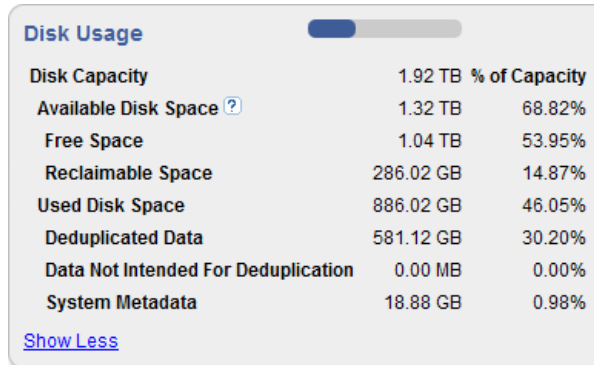 Disk Usage
Disk Capacity 1.92 TB % of Capacity
Available Disk Space ? 1.32 TB 68.82%
Free Space 1.04 TB 53.95%
Reclaimable Space 286.02 GB 14.87%
Used Disk Space 886.02 GB 46.05%
Deduplicated Data 581.12 GB 30.20%
Data Not Intended For Deduplication 0.00 MB 0.00%
System Metadata 18.88 GB 0.98%
Show Less